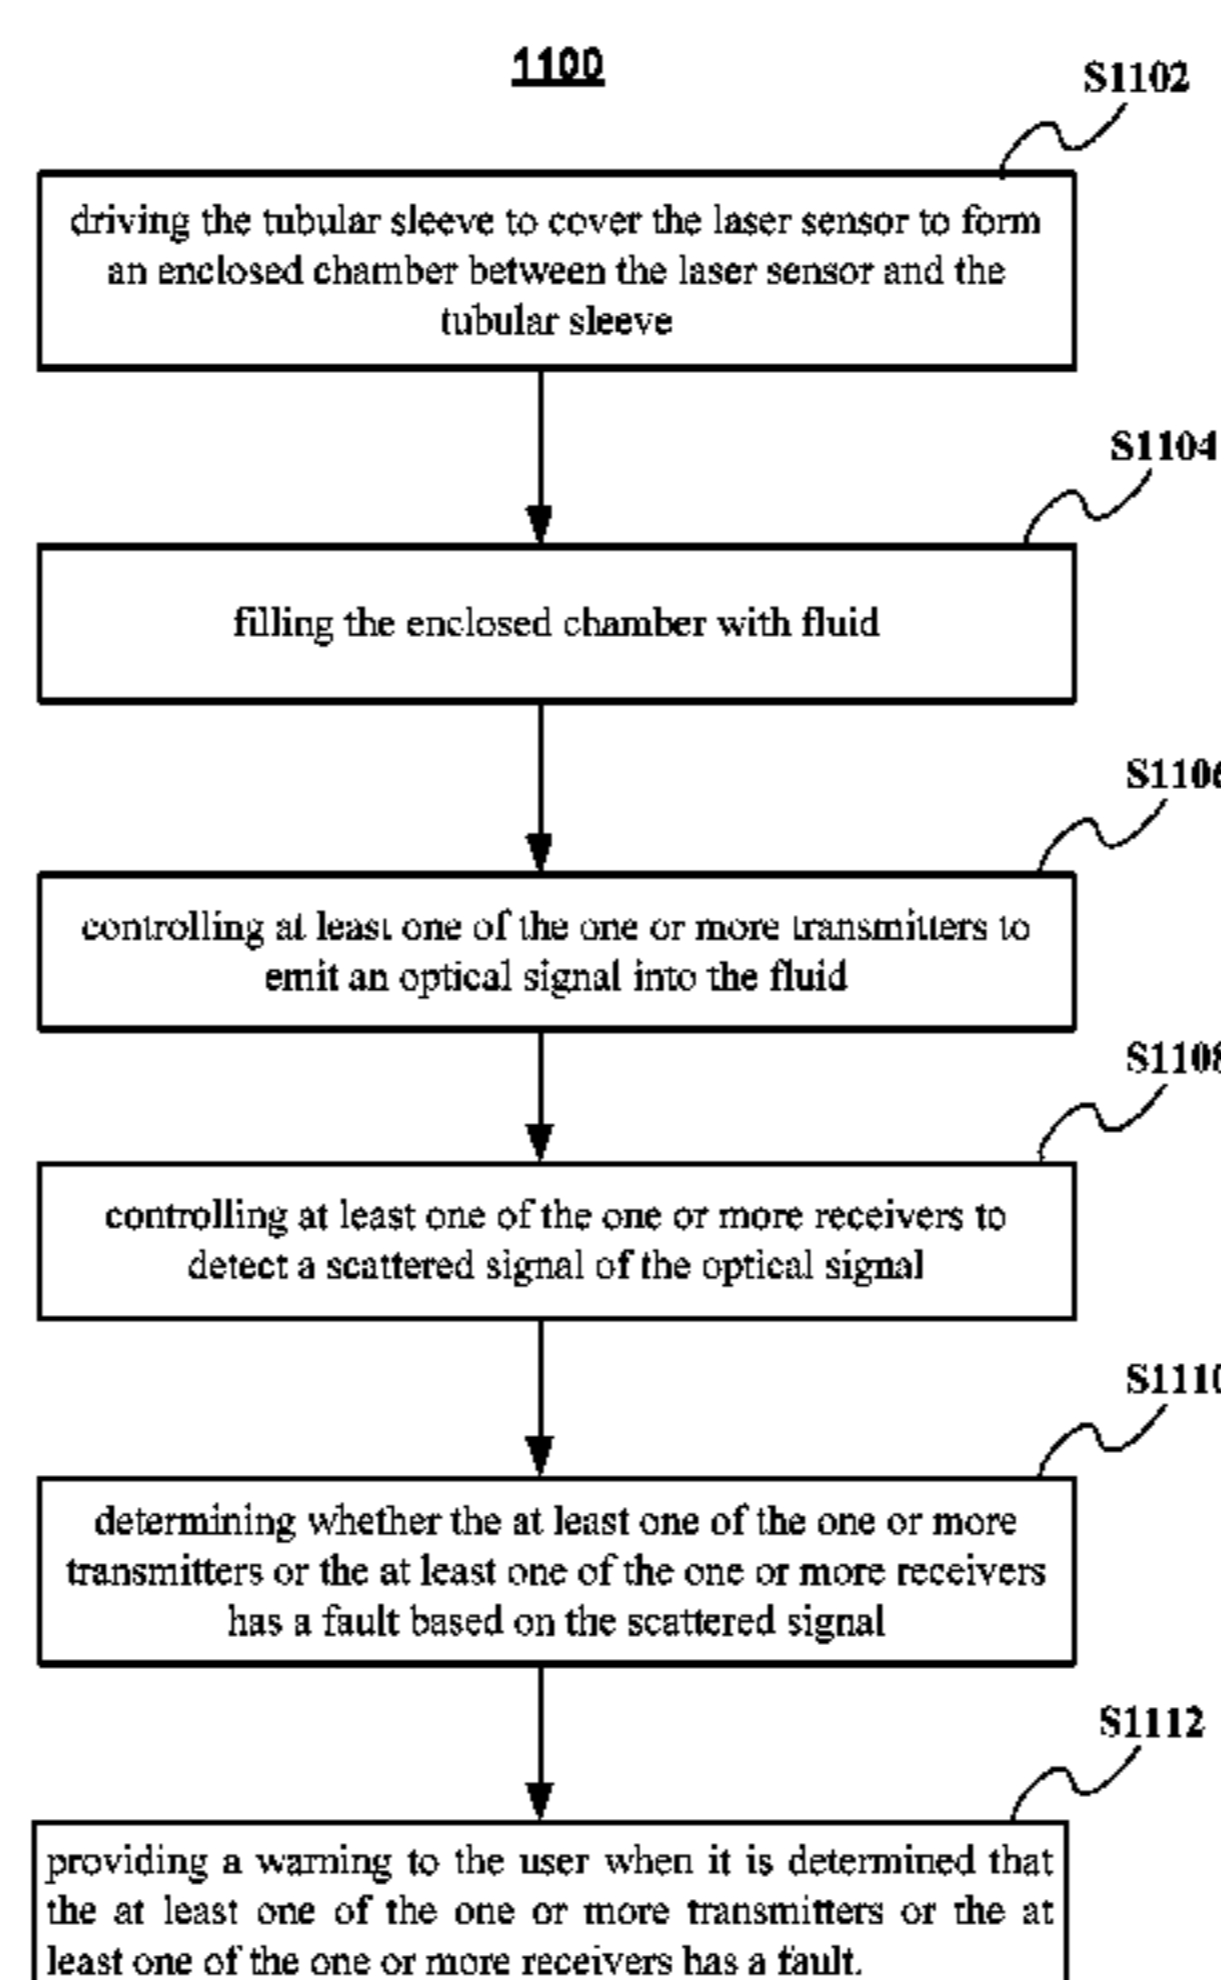 1100
S1102
driving the tubular sleeve to cover the laser sensor to form
an enclosed chamber between the laser sensor and the
tubular sleeve
S1104
filling the enclosed chamber with fluid
S1106
controlling at least one of the one or more transmitters to
emit an optical signal into the fluid
S1108
controlling at least one of the one or more receivers to
detect a scattered signal of the optical signal
S1110
determining whether the at least one of the one or more
transmitters or the at least one of the one or more receivers
has a fault based on the scattered signal
S1112
providing a warning to the user when it is determined that
the at least one of the one or more transmitters or the at
least one of the one or more receivers has a fault.